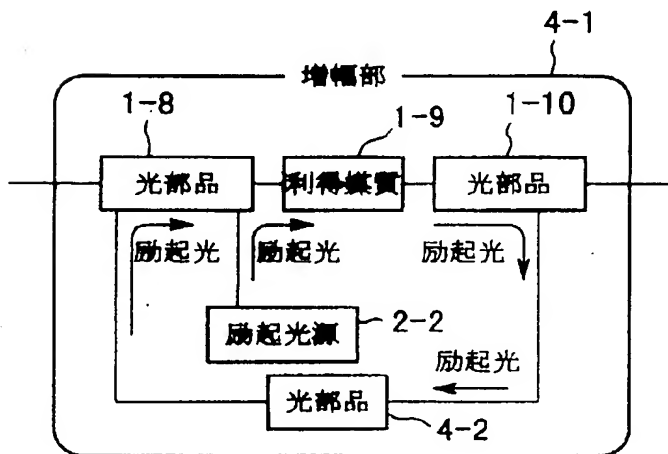 4-1
増幅部
1-8
1-9
1-10
光部品
利得媒質
光部品
励起光
励起光
励起光
励起光源
2-2
励起光
光部品
4-2